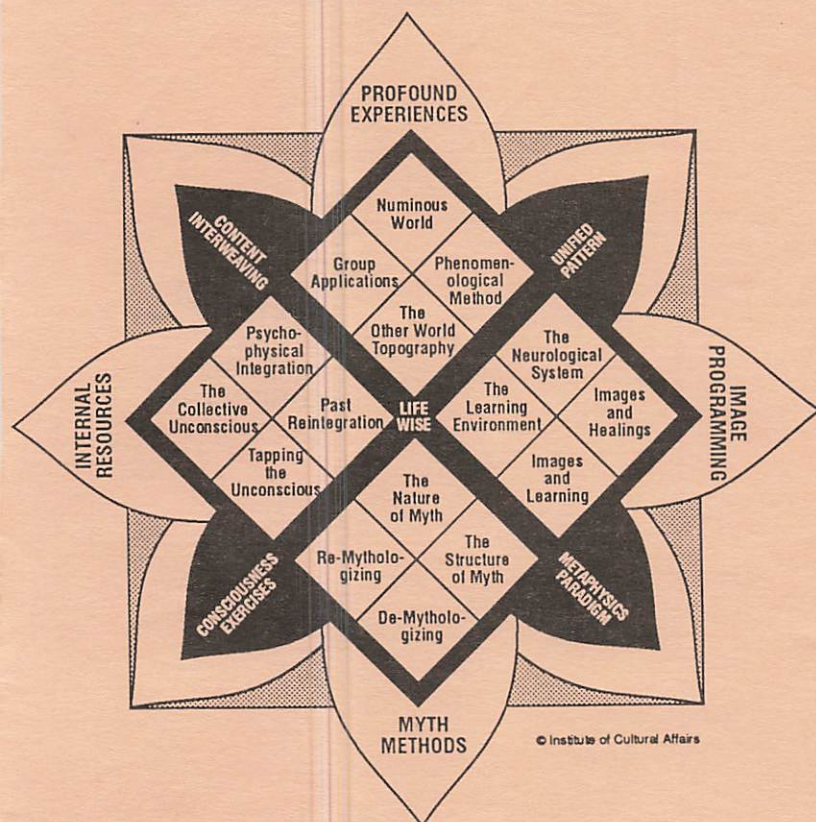 PROFOUND
EXPERIENCES
CONTENT
INTERWEAVING
UNIFIED
PATTERN
Numinous
World
Group
Applications
Phenomen-
ological
Method
The
Other World
Topography
INTERNAL
RESOURCES
Psycho-
physical
Integration
The
Collective
Unconscious
Past
Reintegration
Tapping
the
Unconscious
LIFE
WISE
The
Neurological
System
The
Learning
Environment
Images
and
Healings
Images
and
Learning
IMAGE
PROGRAMMING
The
Nature
of Myth
Re-Mytholo-
gizing
The
Structure
of Myth
De-Mytholo-
gizing
CONSCIOUSNESS
EXERCISES
METAPHYSICS
PARADIGM
MYTH
METHODS
© Institute of Cultural Affairs